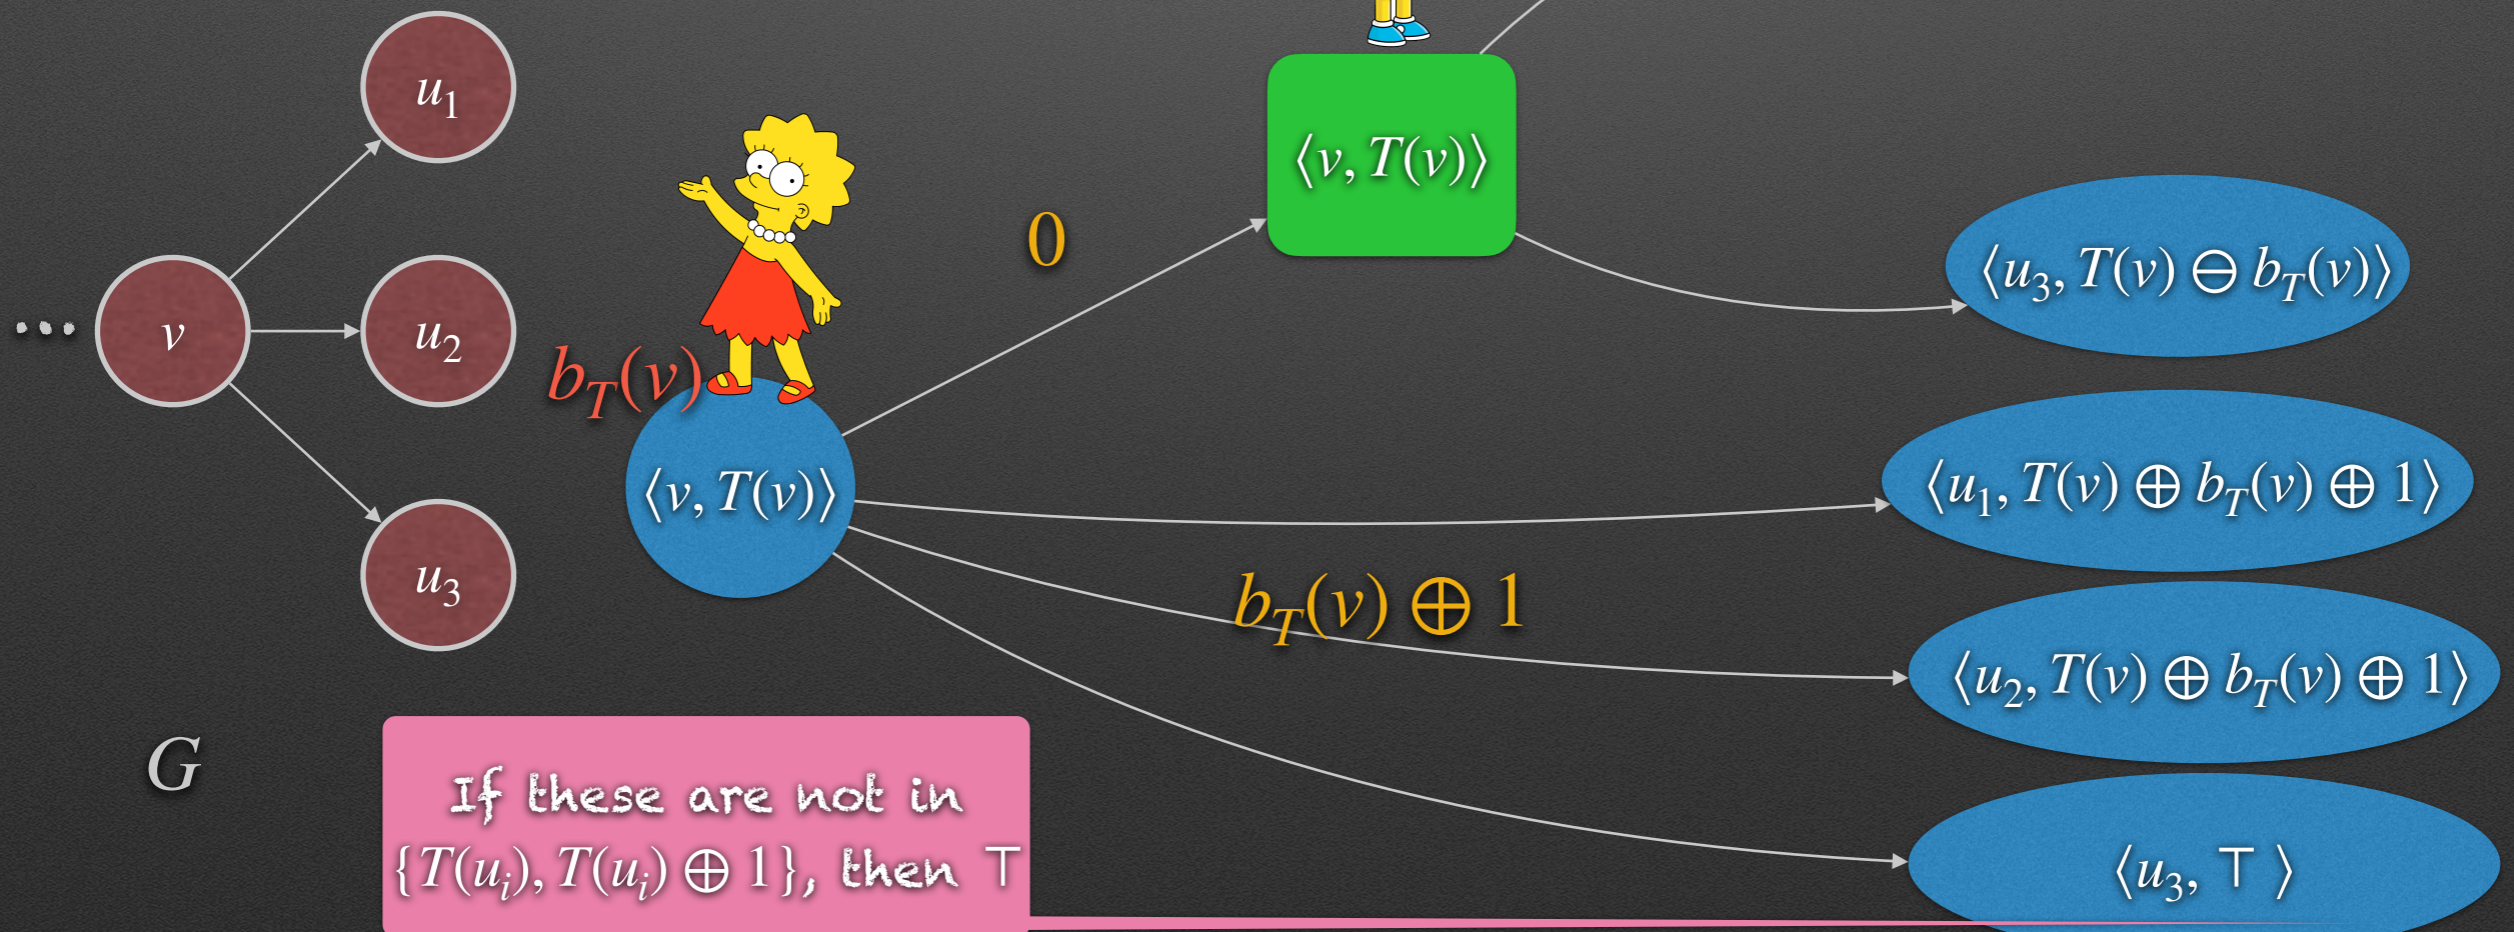 u₁
⟨v, T(v)⟩
0
⟨u₃, T(v) ⊖ b_T(v)⟩
...
v
u₂
b_T(v)
⟨v, T(v)⟩
⟨u₁, T(v) ⊕ b_T(v) ⊕ 1⟩
u₃
b_T(v) ⊕ 1
⟨u₂, T(v) ⊕ b_T(v) ⊕ 1⟩
G
If these are not in
{T(uᵢ), T(uᵢ) ⊕ 1}, then ⊤
⟨u₃, ⊤ ⟩